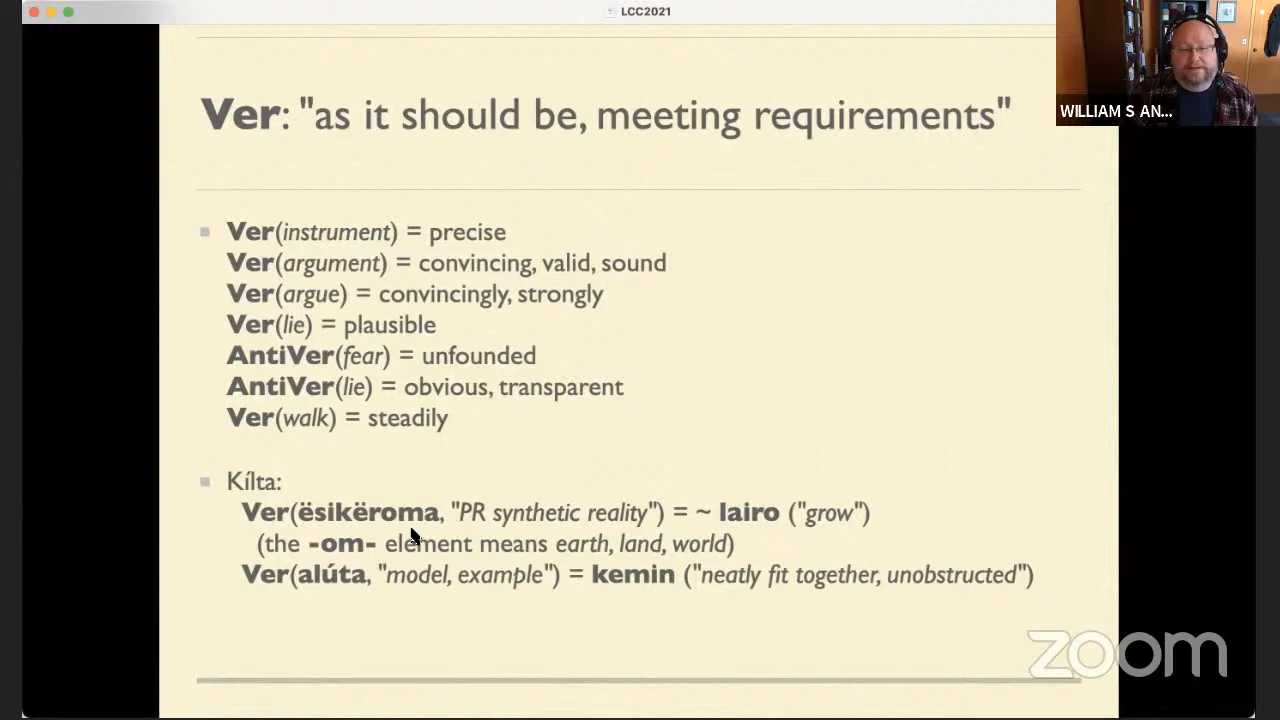 LCC2021
WILLIAM S AN...
Ver: "as it should be, meeting requirements"
Ver(instrument) = precise
Ver(argument) = convincing, valid, sound
Ver(argue) = convincingly, strongly
Ver(lie) = plausible
AntiVer(fear) = unfounded
AntiVer(lie) = obvious, transparent
Ver(walk) = steadily
Kílta:
Ver(ësikëroma, "PR synthetic reality") = ~ lairo ("grow")
(the -om- element means earth, land, world)
Ver(alúta, "model, example") = kemin ("neatly fit together, unobstructed")
zoom